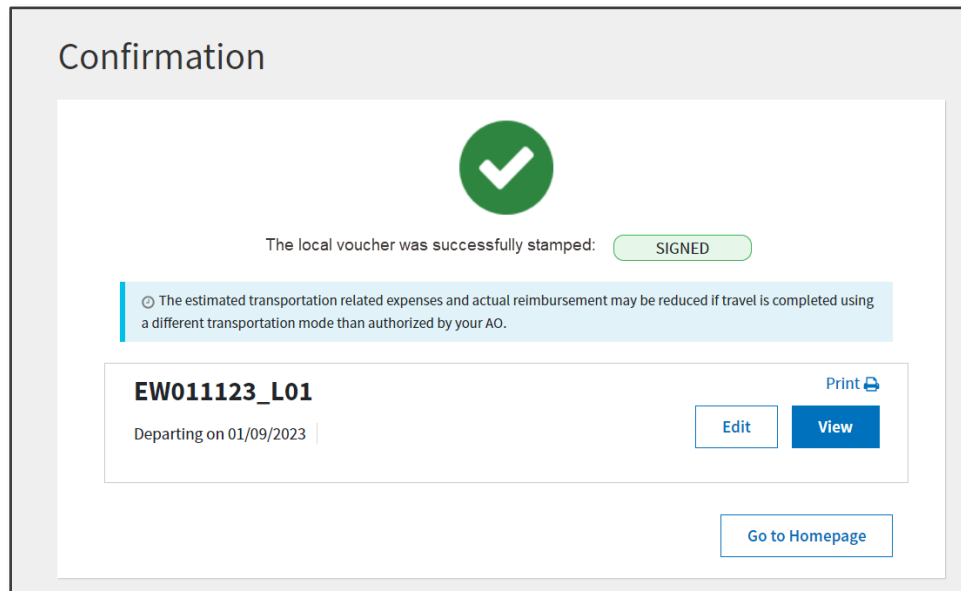 Confirmation
The local voucher was successfully stamped: SIGNED
The estimated transportation related expenses and actual reimbursement may be reduced if travel is completed using
a different transportation mode than authorized by your AO.
EW011123_L01
Print
Departing on 01/09/2023
Edit
View
Go to Homepage